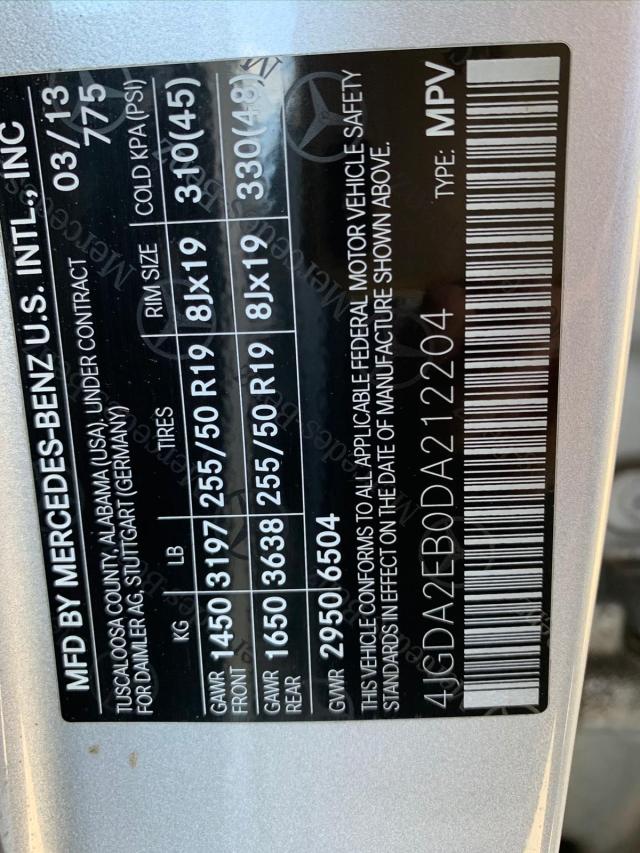 MFD BY MERCEDES-BENZ U.S. INTL., INC
TUSCALOOSA COUNTY, ALABAMA (USA), UNDER CONTRACT 03/13
FOR DAIMLER AG, STUTTGART (GERMANY) 775
KG LB TIRES RIM SIZE COLD KPA (PSI)
GAWR FRONT 1450 3197 255/50 R19 8Jx19 310(45)
GAWR REAR 1650 3638 255/50 R19 8Jx19 330(48)
GVWR 2950 6504
THIS VEHICLE CONFORMS TO ALL APPLICABLE FEDERAL MOTOR VEHICLE SAFETY
STANDARDS IN EFFECT ON THE DATE OF MANUFACTURE SHOWN ABOVE.
4JGDA2EB0DA212204 TYPE: MPV